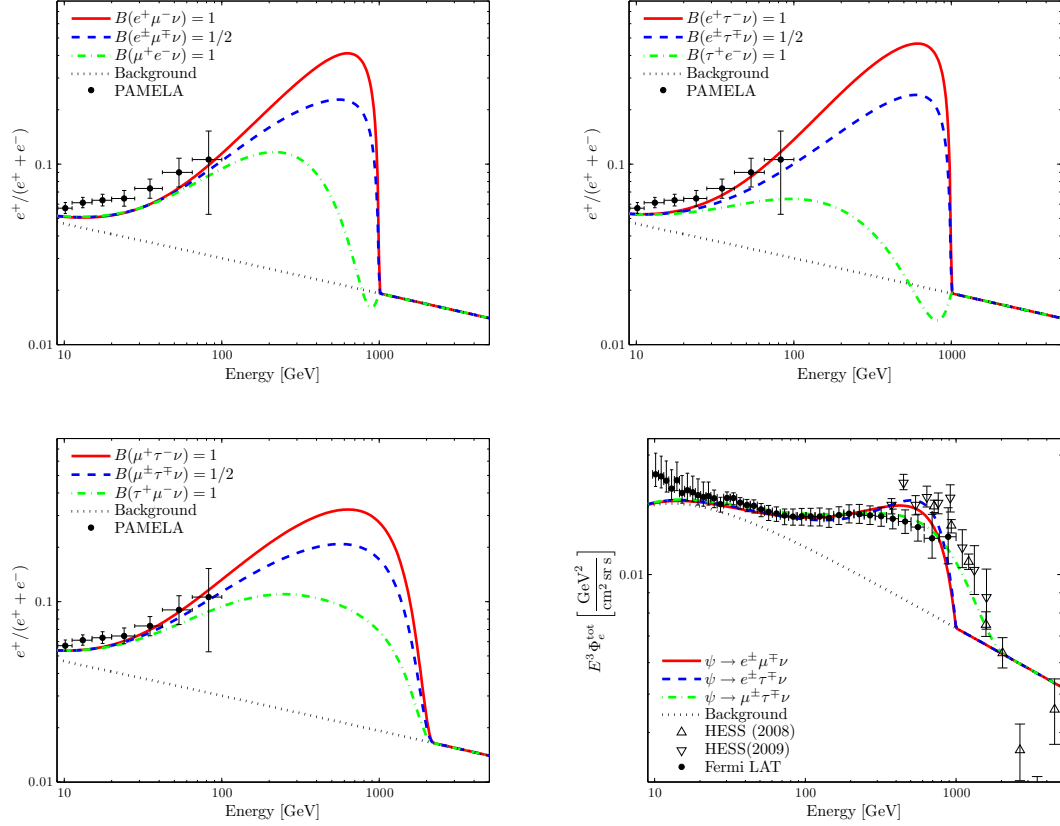 B(e⁺μ⁻ν) = 1
B(e±μ∓ν) = 1/2
B(μ⁺e⁻ν) = 1
Background
PAMELA
e⁺/(e⁺ + e⁻)
0.1
0.01
10 100 1000
Energy [GeV]
B(e⁺τ⁻ν) = 1
B(e±τ∓ν) = 1/2
B(τ⁺e⁻ν) = 1
Background
PAMELA
e⁺/(e⁺ + e⁻)
0.1
0.01
10 100 1000
Energy [GeV]
B(μ⁺τ⁻ν) = 1
B(μ±τ∓ν) = 1/2
B(τ⁺μ⁻ν) = 1
Background
PAMELA
e⁺/(e⁺ + e⁻)
0.1
0.01
10 100 1000
Energy [GeV]
E³Φₑᵗᵒᵗ [GeV²/cm² sr s]
0.01
ψ → e±μ∓ν
ψ → e±τ∓ν
ψ → μ±τ∓ν
Background
HESS (2008)
HESS(2009)
Fermi LAT
10 100 1000
Energy [GeV]